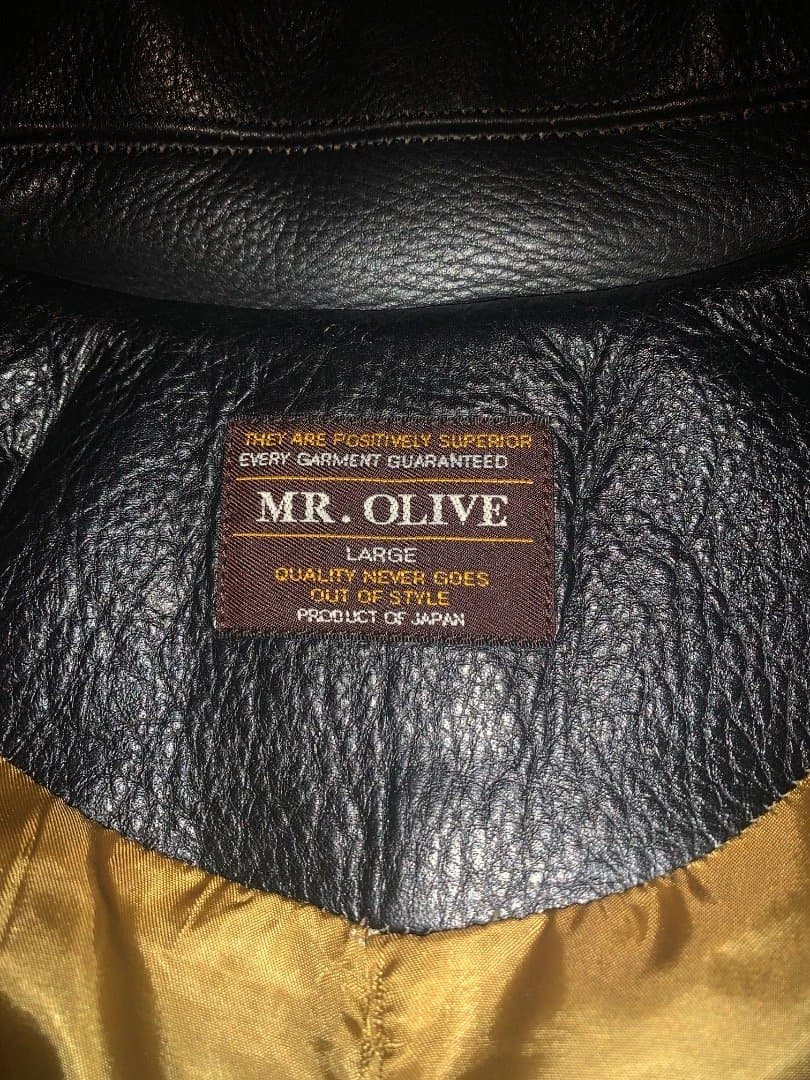 THEY ARE POSITIVELY SUPERIOR
EVERY GARMENT GUARANTEED
MR. OLIVE
LARGE
QUALITY NEVER GOES
OUT OF STYLE
PRODUCT OF JAPAN